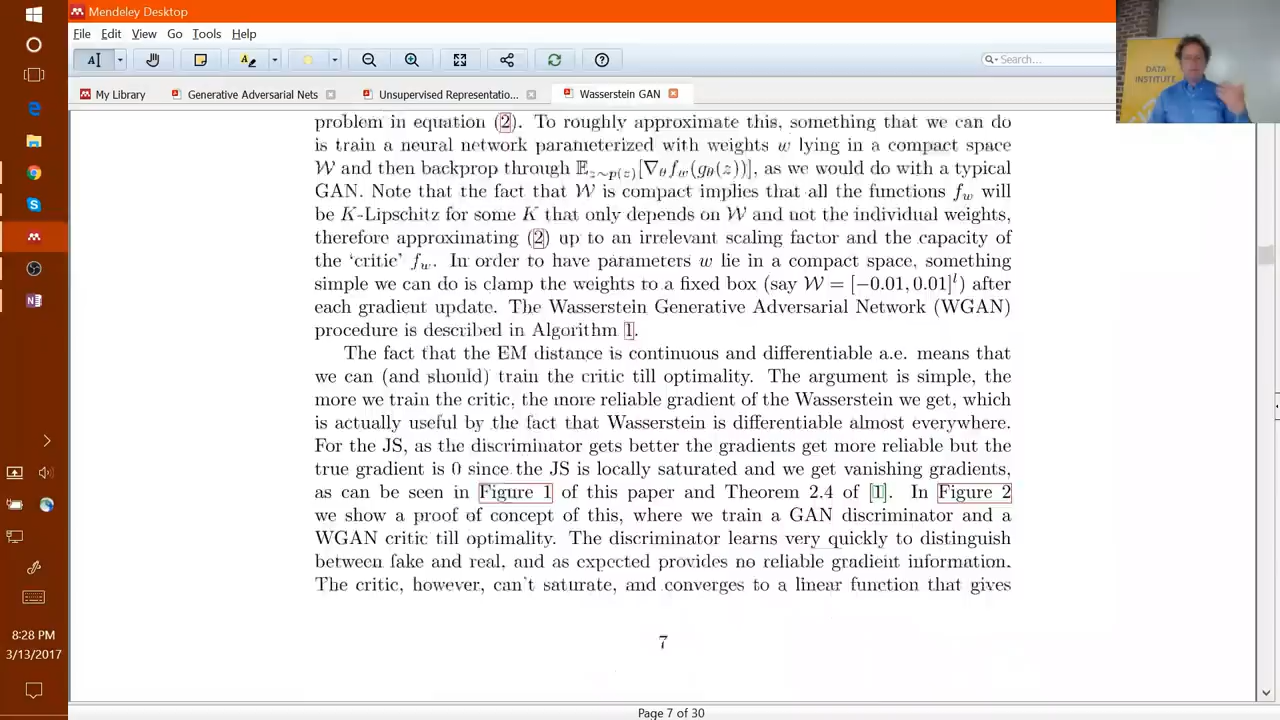 Mendeley Desktop
File Edit View Go Tools Help
Search...
My Library
Generative Adversarial Nets
Unsupervised Representatio...
Wasserstein GAN
DATA
INSTITUTE
problem in equation (2). To roughly approximate this, something that we can do
is train a neural network parameterized with weights w lying in a compact space
𝒲 and then backprop through 𝔼z∼p(z)[∇θfw(gθ(z))], as we would do with a typical
GAN. Note that the fact that 𝒲 is compact implies that all the functions fw will
be K-Lipschitz for some K that only depends on 𝒲 and not the individual weights,
therefore approximating (2) up to an irrelevant scaling factor and the capacity of
the ‘critic’ fw. In order to have parameters w lie in a compact space, something
simple we can do is clamp the weights to a fixed box (say 𝒲 = [−0.01, 0.01]l) after
each gradient update. The Wasserstein Generative Adversarial Network (WGAN)
procedure is described in Algorithm 1.
The fact that the EM distance is continuous and differentiable a.e. means that
we can (and should) train the critic till optimality. The argument is simple, the
more we train the critic, the more reliable gradient of the Wasserstein we get, which
is actually useful by the fact that Wasserstein is differentiable almost everywhere.
For the JS, as the discriminator gets better the gradients get more reliable but the
true gradient is 0 since the JS is locally saturated and we get vanishing gradients,
as can be seen in Figure 1 of this paper and Theorem 2.4 of [1]. In Figure 2
we show a proof of concept of this, where we train a GAN discriminator and a
WGAN critic till optimality. The discriminator learns very quickly to distinguish
between fake and real, and as expected provides no reliable gradient information.
The critic, however, can't saturate, and converges to a linear function that gives
7
Page 7 of 30
8:28 PM
3/13/2017